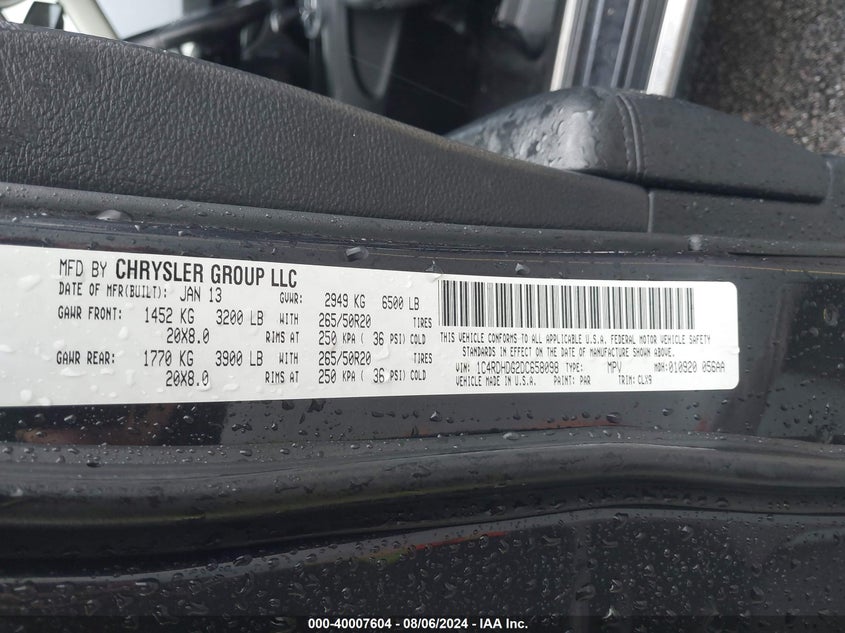 MFD BY CHRYSLER GROUP LLC
DATE OF MFR(BUILT): JAN 13 GVWR: 2949 KG 6500 LB
GAWR FRONT: 1452 KG 3200 LB WITH 265/50R20 TIRES
20X8.0 RIMS AT 250 KPA ( 36 PSI) COLD
GAWR REAR: 1770 KG 3900 LB WITH 265/50R20 TIRES
20X8.0 RIMS AT 250 KPA ( 36 PSI) COLD
THIS VEHICLE CONFORMS TO ALL APPLICABLE U.S.A. FEDERAL MOTOR VEHICLE SAFETY
STANDARDS IN EFFECT ON THE DATE OF MANUFACTURE SHOWN ABOVE.
VIN: 1C4RDHDG2DC658098 TYPE: MPV MDH: 010920 056AA
VEHICLE MADE IN U.S.A. PAINT: PAR TRIM: CLX9
000-40007604 - 08/06/2024 - IAA Inc.